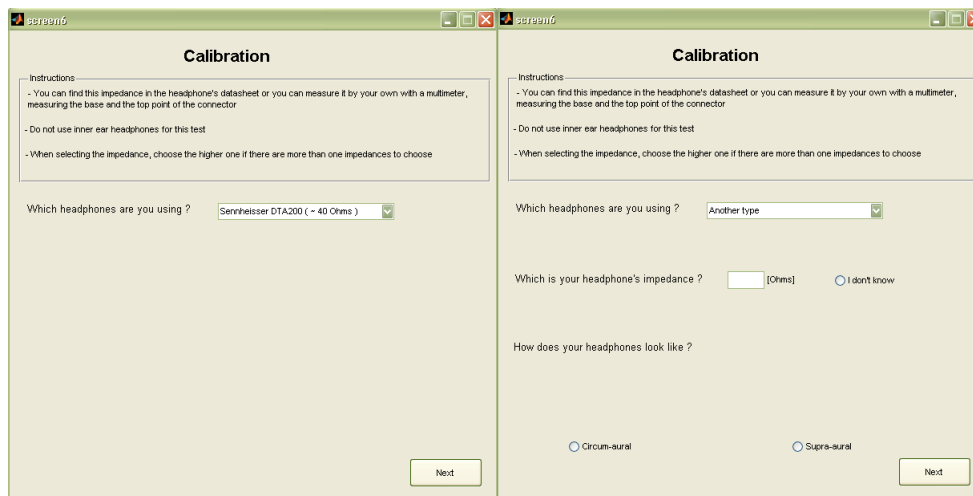 screen6
Calibration
Instructions
- You can find this impedance in the headphone's datasheet or you can measure it by your own with a multimeter,
measuring the base and the top point of the connector
- Do not use inner ear headphones for this test
- When selecting the impedance, choose the higher one if there are more than one impedances to choose
Which headphones are you using ?
Sennheisser DTA200 ( ~ 40 Ohms )
Next
screen6
Calibration
Instructions
- You can find this impedance in the headphone's datasheet or you can measure it by your own with a multimeter,
measuring the base and the top point of the connector
- Do not use inner ear headphones for this test
- When selecting the impedance, choose the higher one if there are more than one impedances to choose
Which headphones are you using ?
Another type
Which is your headphone's impedance ?
[Ohms]
I don't know
How does your headphones look like ?
Circum-aural
Supra-aural
Next